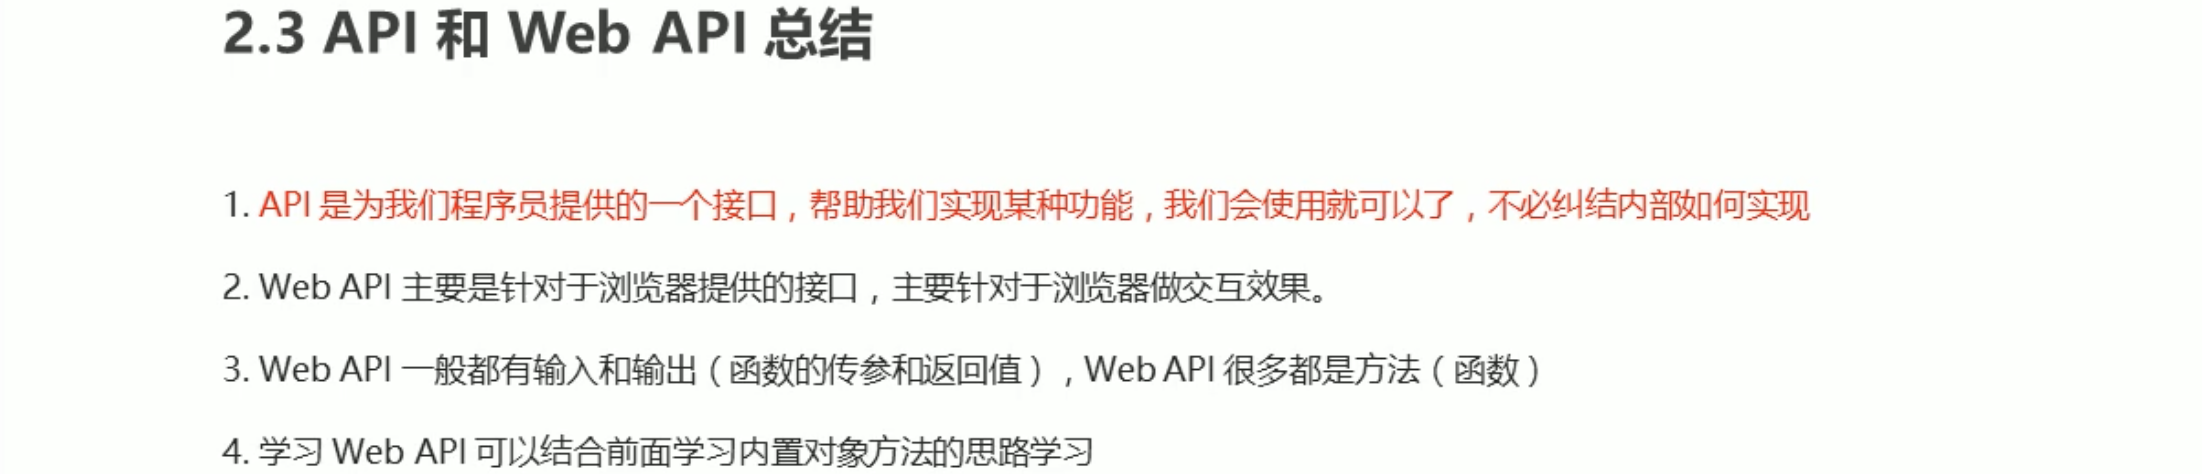 2.3 API 和 Web API 总结
1. API 是为我们程序员提供的一个接口，帮助我们实现某种功能，我们会使用就可以了，不必纠结内部如何实现
2. Web API 主要是针对于浏览器提供的接口，主要针对于浏览器做交互效果。
3. Web API 一般都有输入和输出（函数的传参和返回值），Web API 很多都是方法（函数）
4. 学习 Web API 可以结合前面学习内置对象方法的思路学习